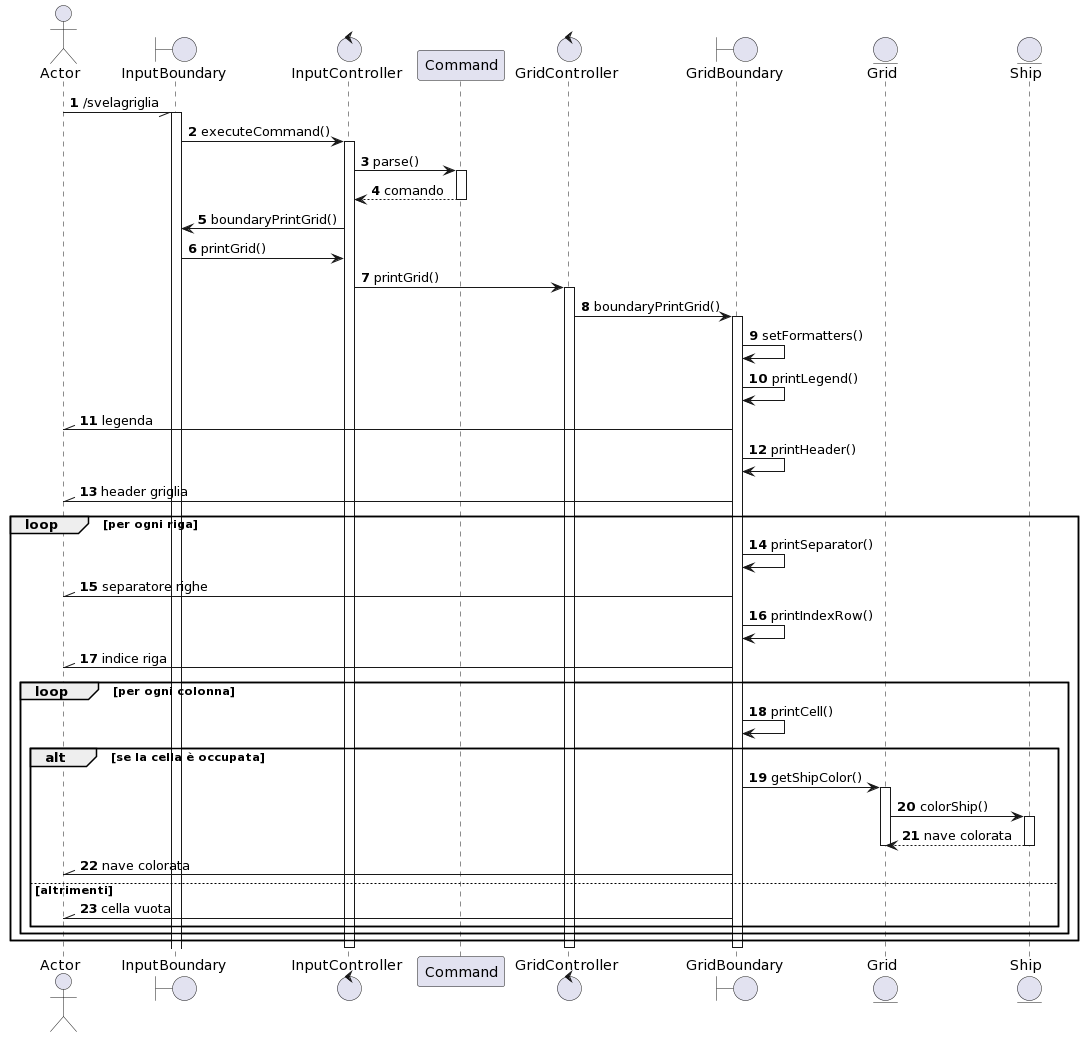 Actor InputBoundary InputController Command GridController GridBoundary Grid Ship
1 /svelagriglia
2 executeCommand()
3 parse()
4 comando
5 boundaryPrintGrid()
6 printGrid()
7 printGrid()
8 boundaryPrintGrid()
9 setFormatters()
10 printLegend()
11 legenda
12 printHeader()
13 header griglia
loop [per ogni riga]
14 printSeparator()
15 separatore righe
16 printIndexRow()
17 indice riga
loop [per ogni colonna]
18 printCell()
alt [se la cella è occupata]
19 getShipColor()
20 colorShip()
21 nave colorata
22 nave colorata
[altrimenti]
23 cella vuota
Actor InputBoundary InputController Command GridController GridBoundary Grid Ship